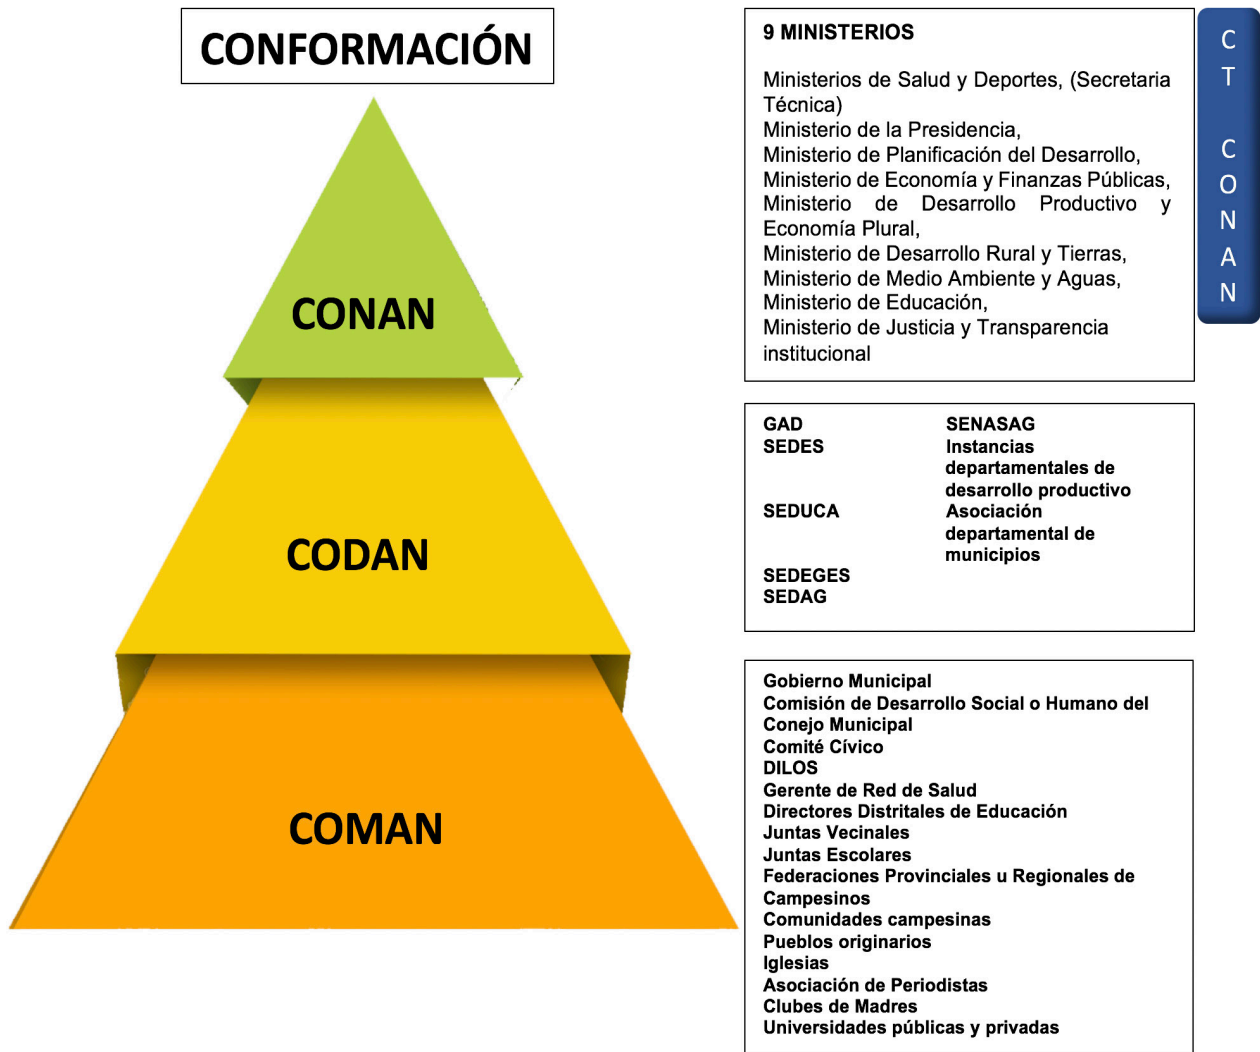 CONFORMACIÓN
CONAN
CODAN
COMAN
9 MINISTERIOS
Ministerios de Salud y Deportes, (Secretaria
Técnica)
Ministerio de la Presidencia,
Ministerio de Planificación del Desarrollo,
Ministerio de Economía y Finanzas Públicas,
Ministerio de Desarrollo Productivo y
Economía Plural,
Ministerio de Desarrollo Rural y Tierras,
Ministerio de Medio Ambiente y Aguas,
Ministerio de Educación,
Ministerio de Justicia y Transparencia
institucional
CT CONAN
GAD
SEDES
SEDUCA
SEDEGES
SEDAG
SENASAG
Instancias
departamentales de
desarrollo productivo
Asociación
departamental de
municipios
Gobierno Municipal
Comisión de Desarrollo Social o Humano del
Conejo Municipal
Comité Cívico
DILOS
Gerente de Red de Salud
Directores Distritales de Educación
Juntas Vecinales
Juntas Escolares
Federaciones Provinciales u Regionales de
Campesinos
Comunidades campesinas
Pueblos originarios
Iglesias
Asociación de Periodistas
Clubes de Madres
Universidades públicas y privadas